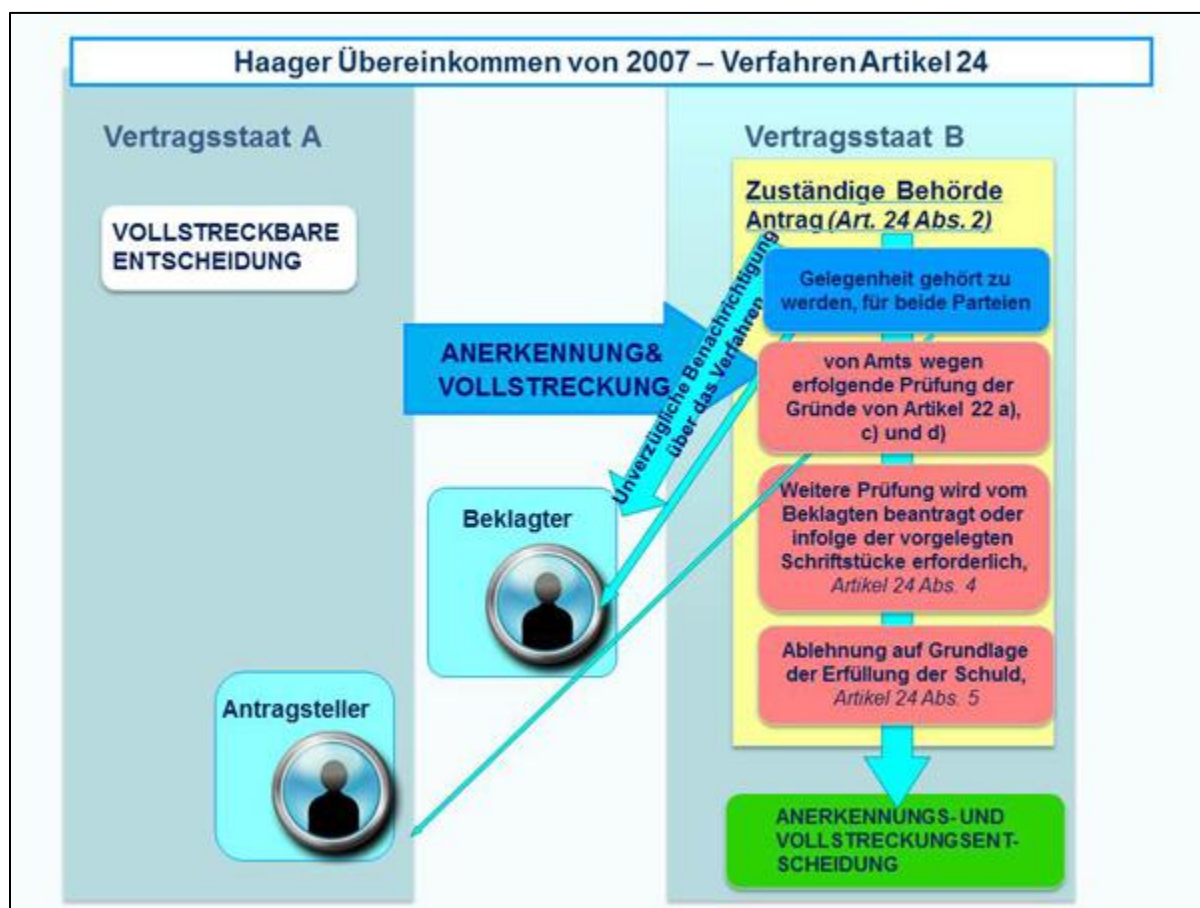 Haager Übereinkommen von 2007 – Verfahren Artikel 24
Vertragsstaat A
VOLLSTRECKBARE
ENTSCHEIDUNG
ANERKENNUNG&
VOLLSTRECKUNG
Unverzügliche Benachrichtigung
über das Verfahren
Beklagter
Antragsteller
Vertragsstaat B
Zuständige Behörde
Antrag (Art. 24 Abs. 2)
Gelegenheit gehört zu
werden, für beide Parteien
von Amts wegen
erfolgende Prüfung der
Gründe von Artikel 22 a),
c) und d)
Weitere Prüfung wird vom
Beklagten beantragt oder
infolge der vorgelegten
Schriftstücke erforderlich,
Artikel 24 Abs. 4
Ablehnung auf Grundlage
der Erfüllung der Schuld,
Artikel 24 Abs. 5
ANERKENNUNGS- UND
VOLLSTRECKUNGSENT-
SCHEIDUNG